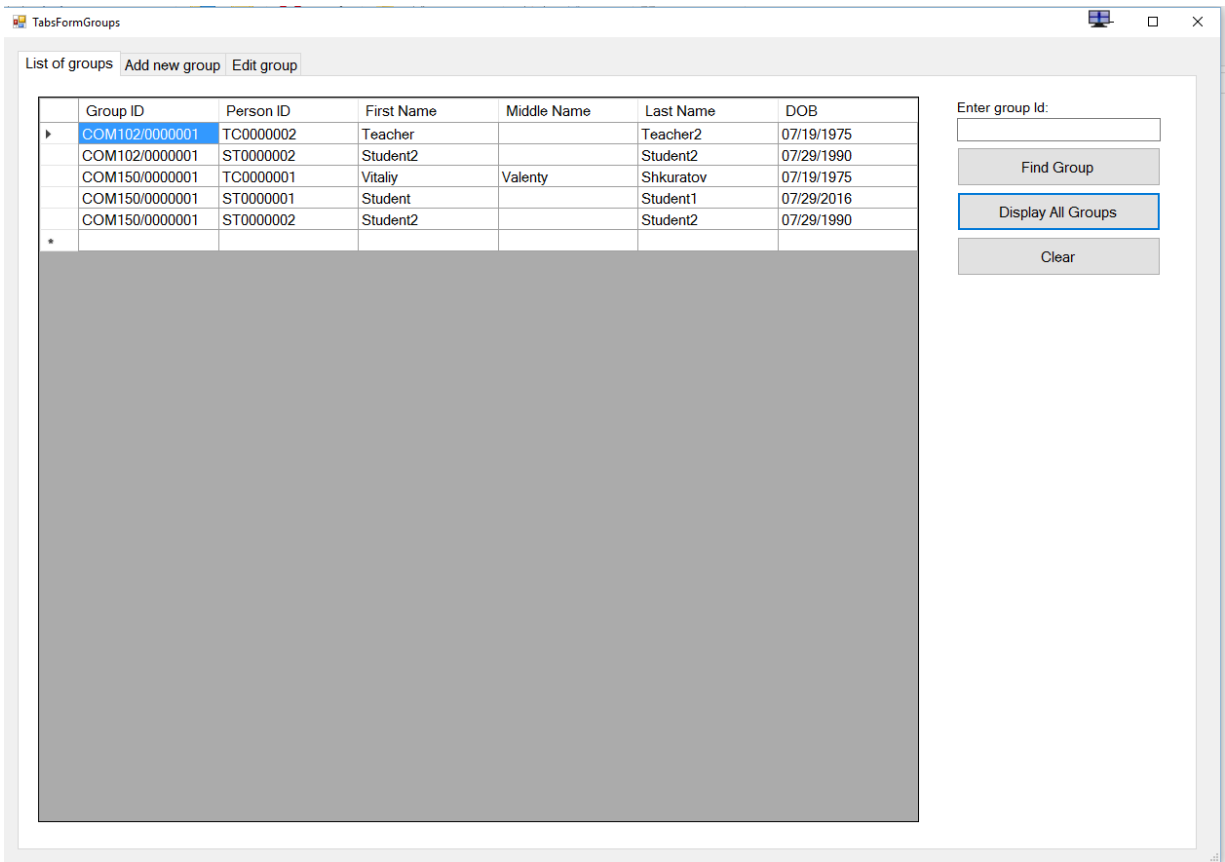 TabsFormGroups
List of groups Add new group Edit group
Group ID Person ID First Name Middle Name Last Name DOB
COM102/0000001 TC0000002 Teacher Teacher2 07/19/1975
COM102/0000001 ST0000002 Student2 Student2 07/29/1990
COM150/0000001 TC0000001 Vitaliy Valenty Shkuratov 07/19/1975
COM150/0000001 ST0000001 Student Student1 07/29/2016
COM150/0000001 ST0000002 Student2 Student2 07/29/1990
Enter group Id:
Find Group
Display All Groups
Clear